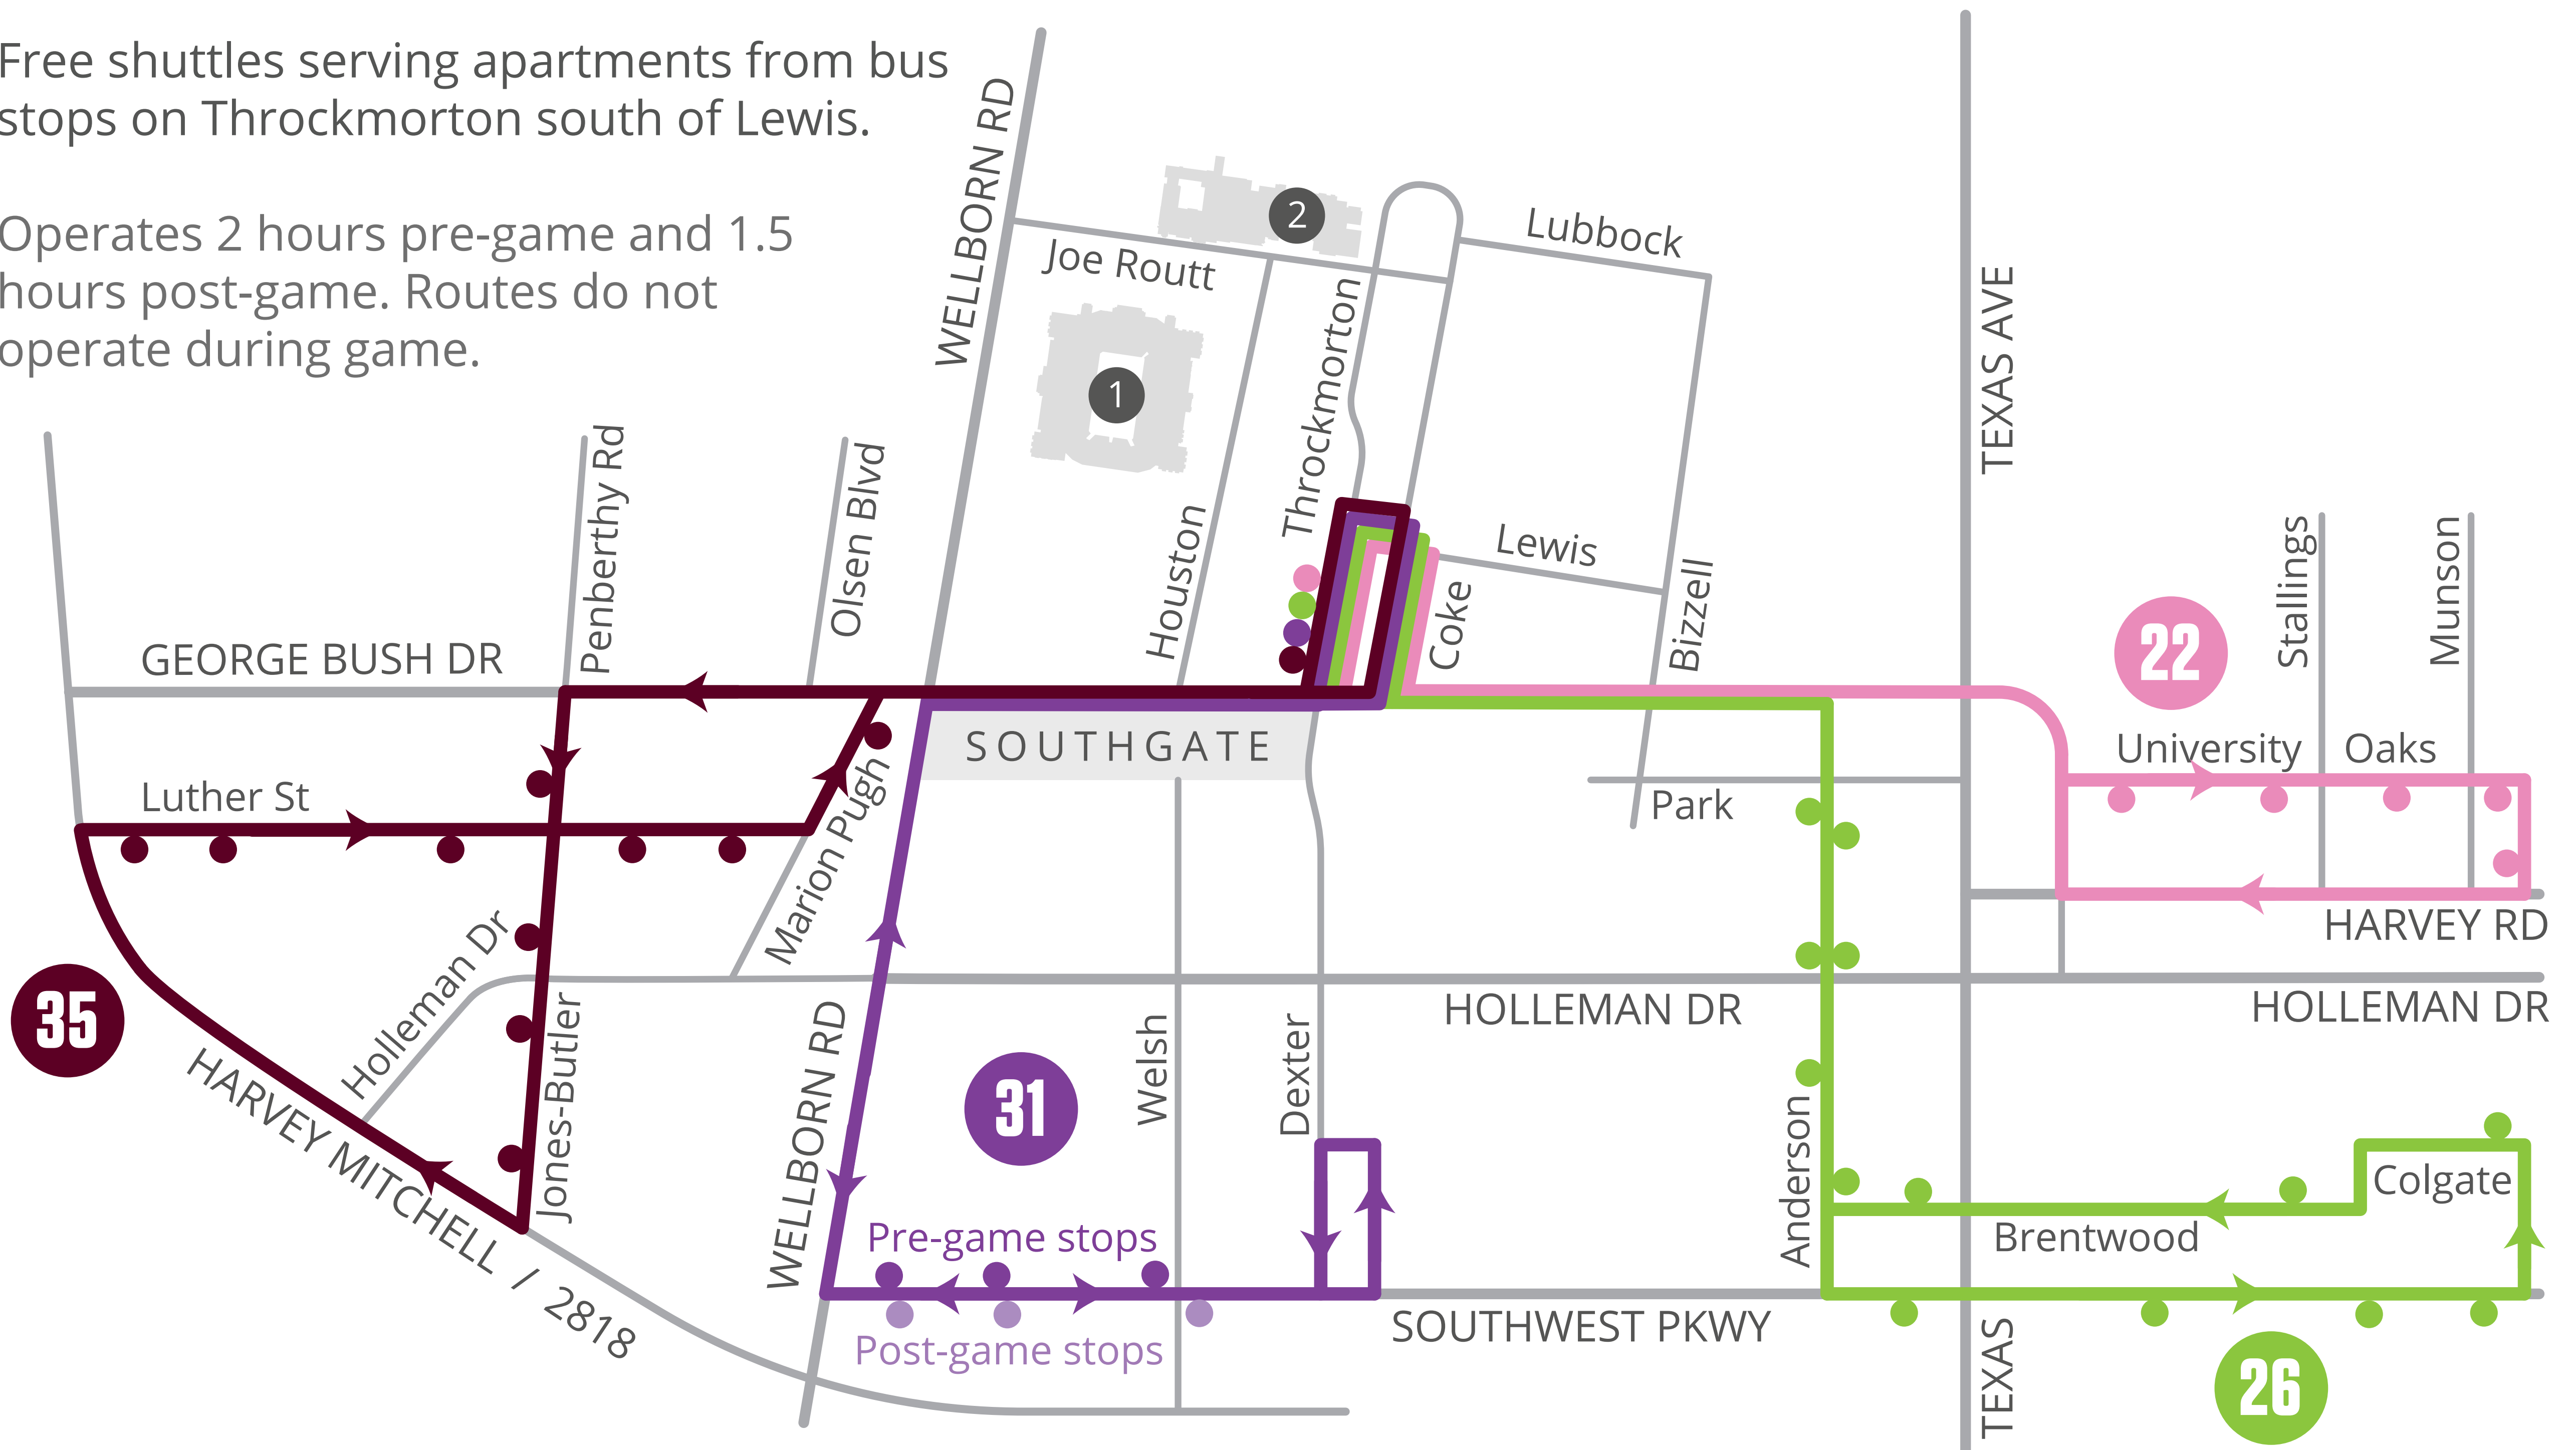 Free shuttles serving apartments from bus
stops on Throckmorton south of Lewis.
Operates 2 hours pre-game and 1.5
hours post-game. Routes do not
operate during game.
WELLBORN RD
2
Joe Routt
Lubbock
1
Throckmorton
TEXAS AVE
Penberthy Rd
Olsen Blvd
Houston
Lewis
Coke
Bizzell
Stallings
Munson
22
GEORGE BUSH DR
SOUTHGATE
University Oaks
Luther St
Marion Pugh
Park
HARVEY RD
Holleman Dr
35
HOLLEMAN DR
HOLLEMAN DR
Jones-Butler
WELLBORN RD
31
Welsh
Dexter
Anderson
HARVEY MITCHELL / 2818
Colgate
Pre-game stops
Brentwood
Post-game stops
SOUTHWEST PKWY
TEXAS
26